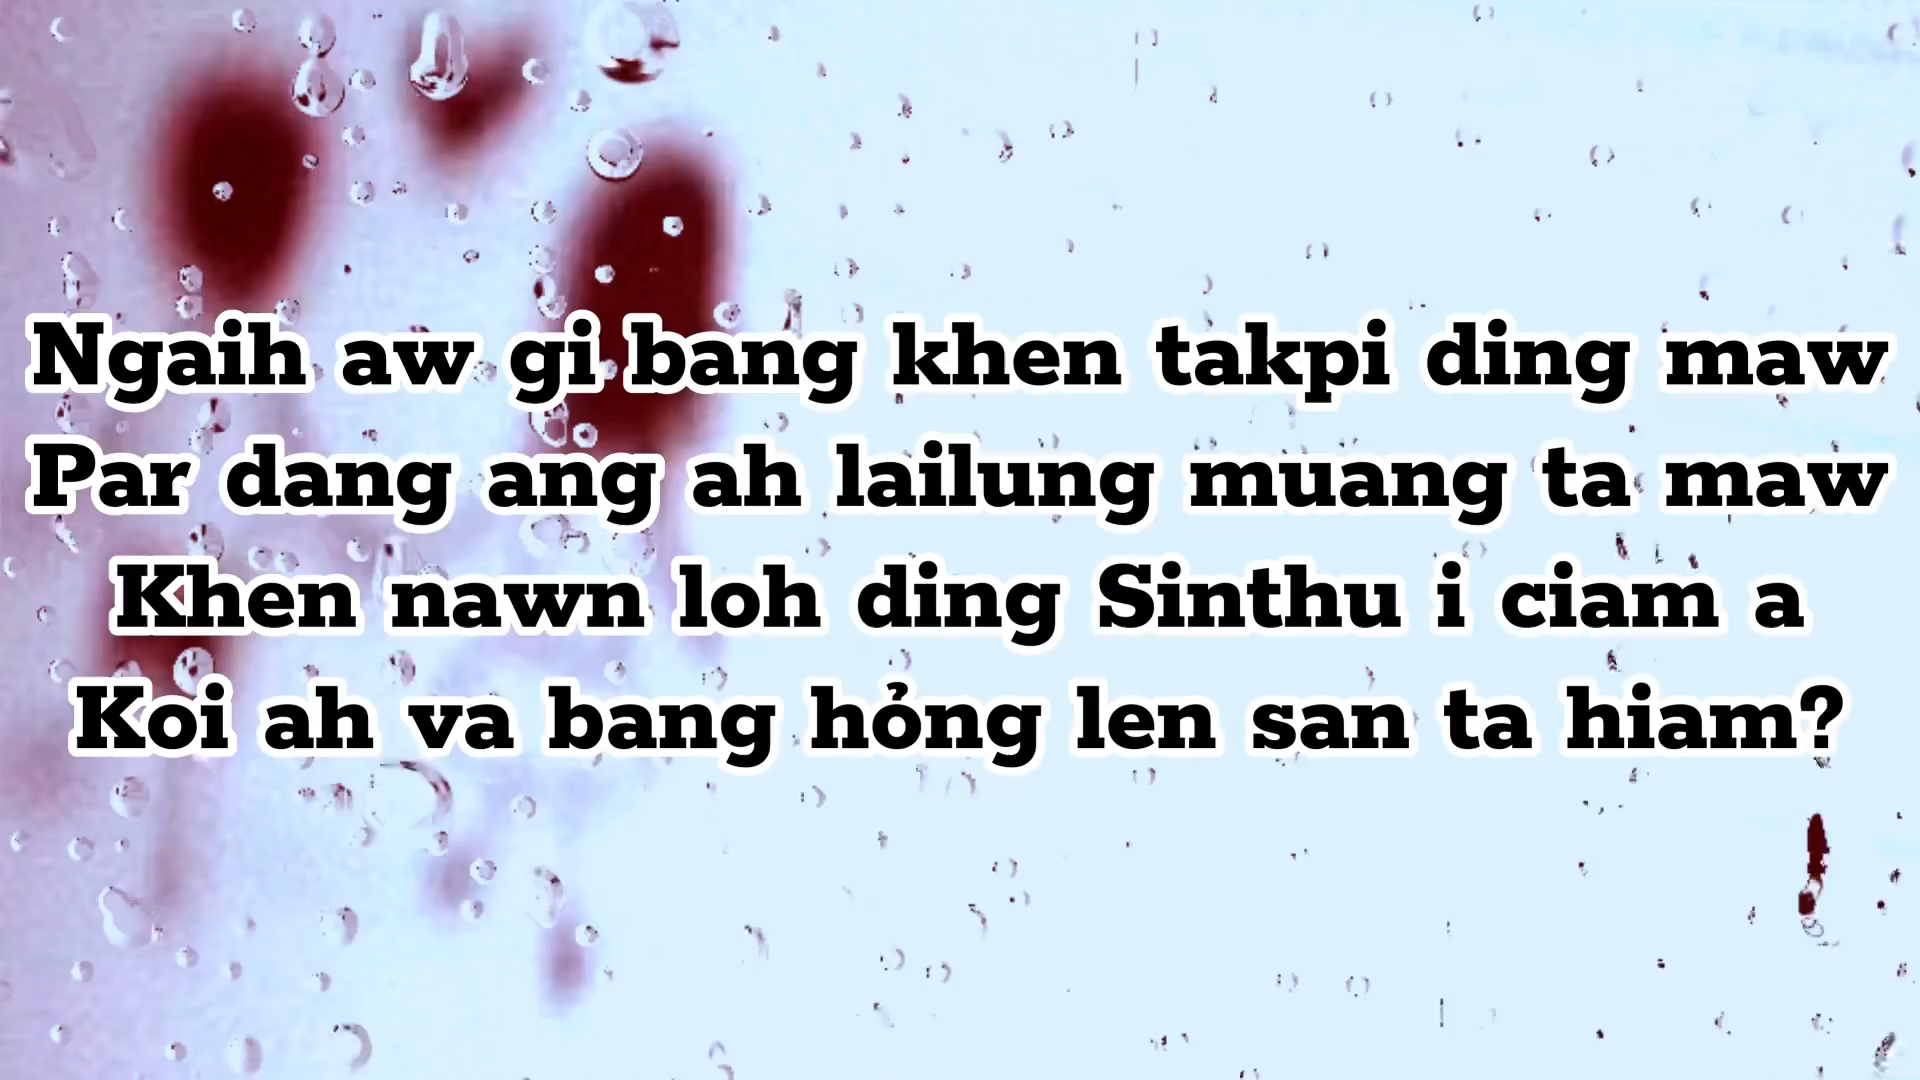 Ngaih aw gi bang khen takpi ding maw
Par dang ang ah lailung muang ta maw
Khen nawn loh ding Sinthu i ciam a
Koi ah va bang hỏng len san ta hiam?